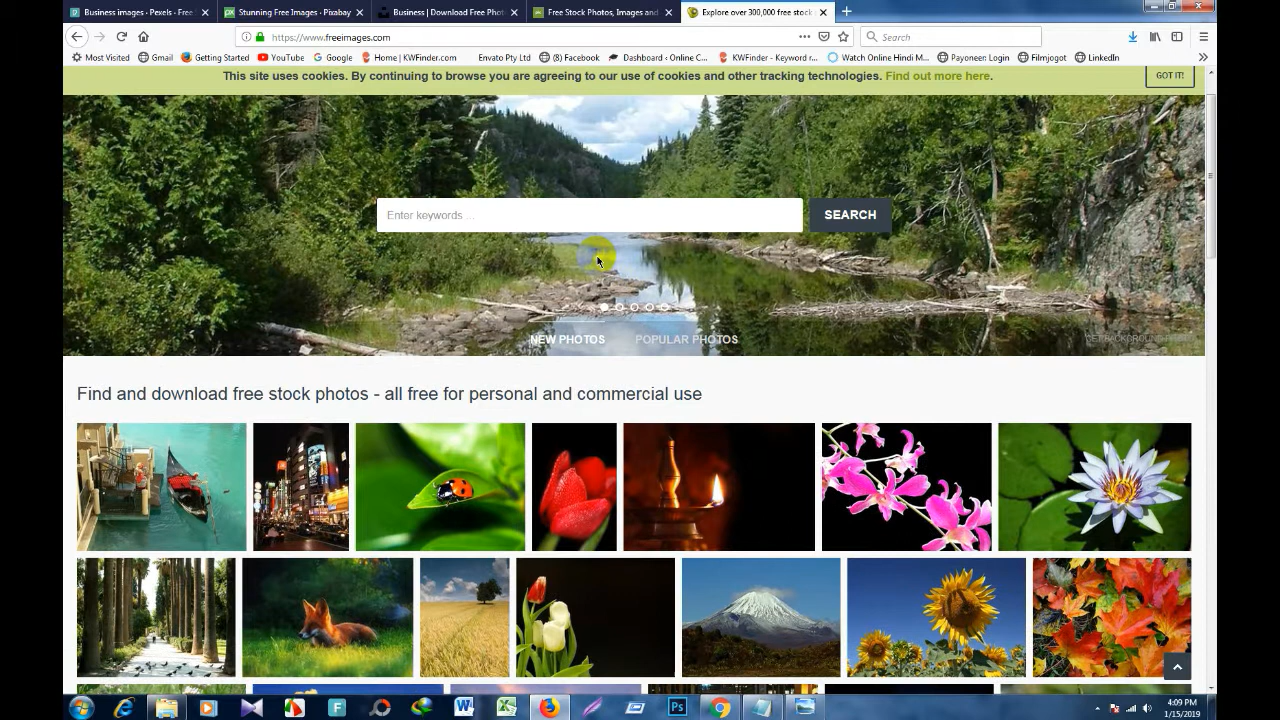 Business images · Pexels · Free
Stunning Free Images · Pixabay
Business | Download Free Phot
Free Stock Photos, Images and
Explore over 300,000 free stock
https://www.freeimages.com
Search
Most Visited
Gmail
Getting Started
YouTube
Google
Home | KWFinder.com
Envato Pty Ltd
(8) Facebook
Dashboard ‹ Online C...
KWFinder - Keyword r...
Watch Online Hindi M...
Payoneer: Login
Filmjogot
LinkedIn
This site uses cookies. By continuing to browse you are agreeing to our use of cookies and other tracking technologies. Find out more here.
GOT IT!
Enter keywords ...
SEARCH
NEW PHOTOS
POPULAR PHOTOS
Find and download free stock photos - all free for personal and commercial use
4:09 PM
1/15/2019